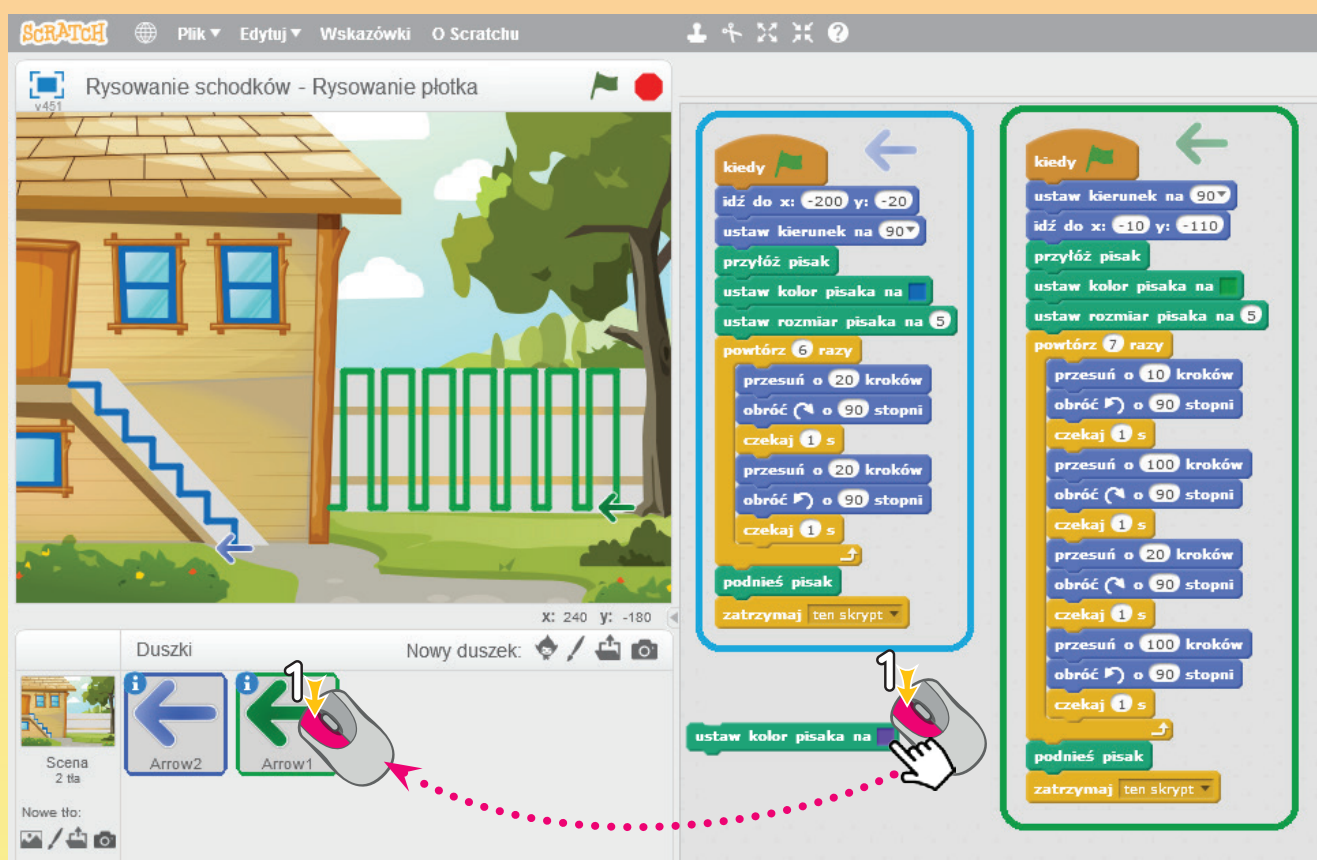 SCRATCH Plik Edytuj Wskazówki O Scratchu
v451 Rysowanie schodków - Rysowanie płotka
x: 240 y: -180
Duszki Nowy duszek:
1
Scena
2 tła
Arrow2 Arrow1
Nowe tło:
kiedy
idź do x: -200 y: -20
ustaw kierunek na 90
przyłóż pisak
ustaw kolor pisaka na
ustaw rozmiar pisaka na 5
powtórz 6 razy
przesuń o 20 kroków
obróć o 90 stopni
czekaj 1 s
przesuń o 20 kroków
obróć o 90 stopni
czekaj 1 s
podnieś pisak
zatrzymaj ten skrypt
1
ustaw kolor pisaka na
kiedy
ustaw kierunek na 90
idź do x: -10 y: -110
przyłóż pisak
ustaw kolor pisaka na
ustaw rozmiar pisaka na 5
powtórz 7 razy
przesuń o 10 kroków
obróć o 90 stopni
czekaj 1 s
przesuń o 100 kroków
obróć o 90 stopni
czekaj 1 s
przesuń o 20 kroków
obróć o 90 stopni
czekaj 1 s
przesuń o 100 kroków
obróć o 90 stopni
czekaj 1 s
podnieś pisak
zatrzymaj ten skrypt